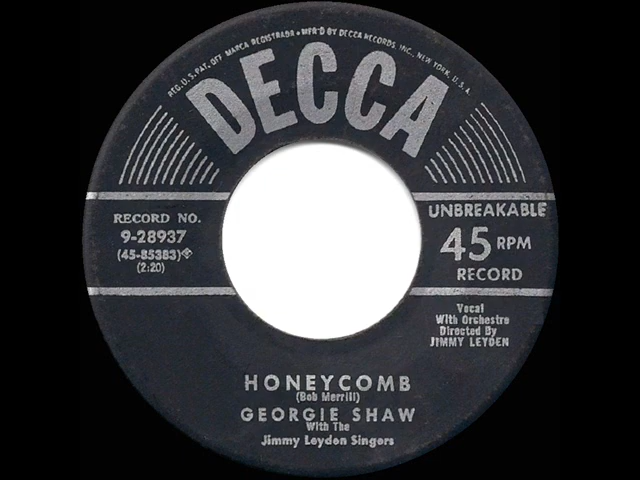 REG. U.S. PAT. OFF. MARCA REGISTRADA • MFR'D BY DECCA RECORDS, INC., NEW YORK, U.S.A.
DECCA
RECORD NO.
9-28937
(45-85383)
(2:20)
UNBREAKABLE
45 RPM
RECORD
Vocal
With Orchestra
Directed By
JIMMY LEYDEN
HONEYCOMB
(Bob Merrill)
GEORGIE SHAW
With The
Jimmy Leyden Singers